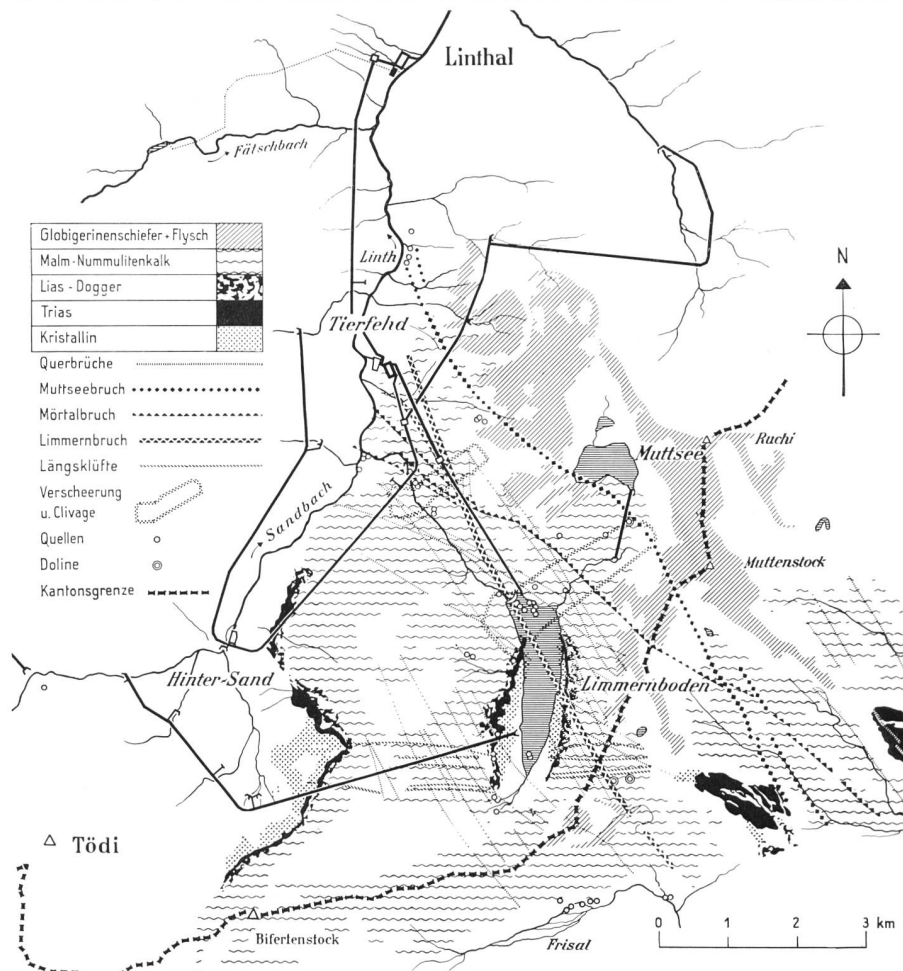 Linthal
Fätschbach
Globigerinenschiefer + Flysch
Malm-Nummulitenkalk
Lias - Dogger
Trias
Kristallin
Querbrüche
Muttseebruch
Mörtalbruch
Limmernbruch
Längsklüfte
Verscheerung
u. Clivage
Quellen
Doline
Kantonsgrenze
Linth
Tierfehd
N
Muttsee
Ruchi
Sandbach
Muttenstock
Hinter-Sand
Limmernboden
Tödi
Bifertenstock
Frisal
0 1 2 3 km